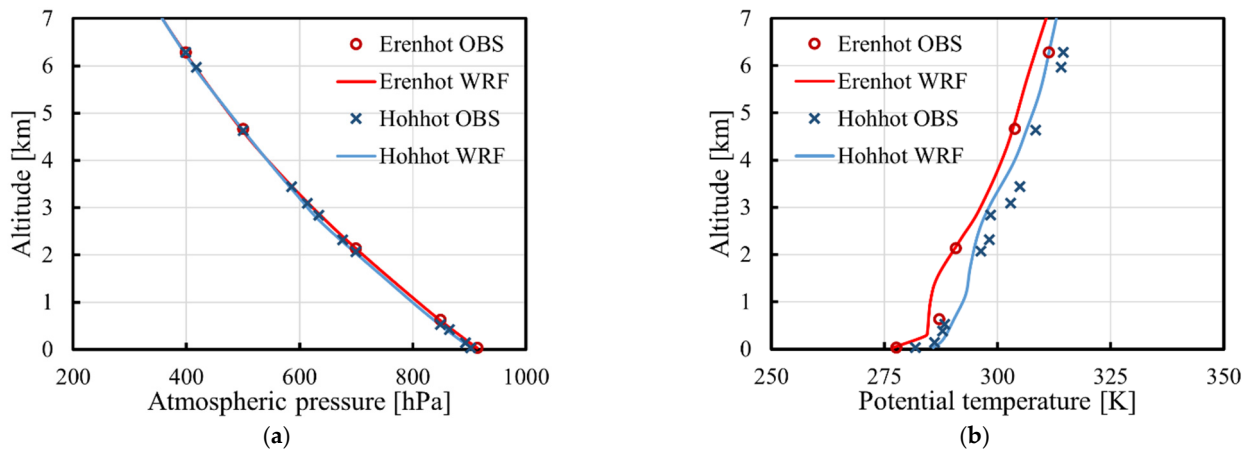 7
6
5
4
3
2
1
0
Altitude [km]
200 400 600 800 1000
Atmospheric pressure [hPa]
Erenhot OBS
Erenhot WRF
Hohhot OBS
Hohhot WRF
(a)
7
6
5
4
3
2
1
0
Altitude [km]
250 275 300 325 350
Potential temperature [K]
Erenhot OBS
Erenhot WRF
Hohhot OBS
Hohhot WRF
(b)